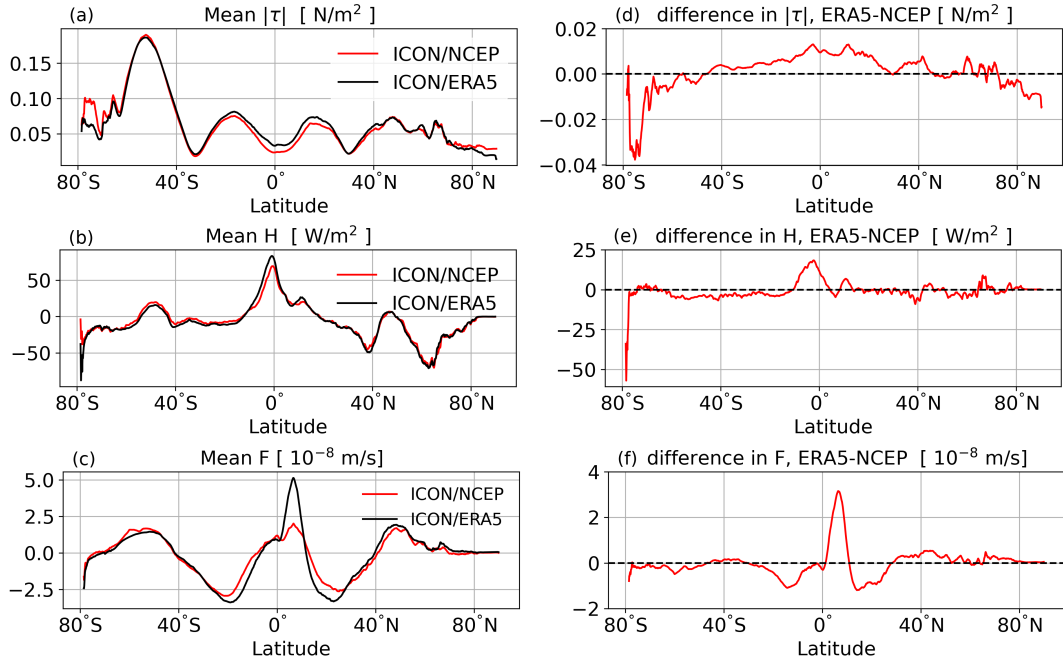 (a) Mean |τ| [ N/m² ]
0.15
0.10
0.05
ICON/NCEP
ICON/ERA5
80°S 40°S 0° 40°N 80°N
Latitude
(d) difference in |τ|, ERA5-NCEP [ N/m² ]
0.02
0.00
−0.02
−0.04
80°S 40°S 0° 40°N 80°N
Latitude
(b) Mean H [ W/m² ]
50
0
−50
ICON/NCEP
ICON/ERA5
80°S 40°S 0° 40°N 80°N
Latitude
(e) difference in H, ERA5-NCEP [ W/m² ]
25
0
−25
−50
80°S 40°S 0° 40°N 80°N
Latitude
(c) Mean F [ 10⁻⁸ m/s]
5.0
2.5
0.0
−2.5
ICON/NCEP
ICON/ERA5
80°S 40°S 0° 40°N 80°N
Latitude
(f) difference in F, ERA5-NCEP [ 10⁻⁸ m/s]
4
2
0
−2
80°S 40°S 0° 40°N 80°N
Latitude